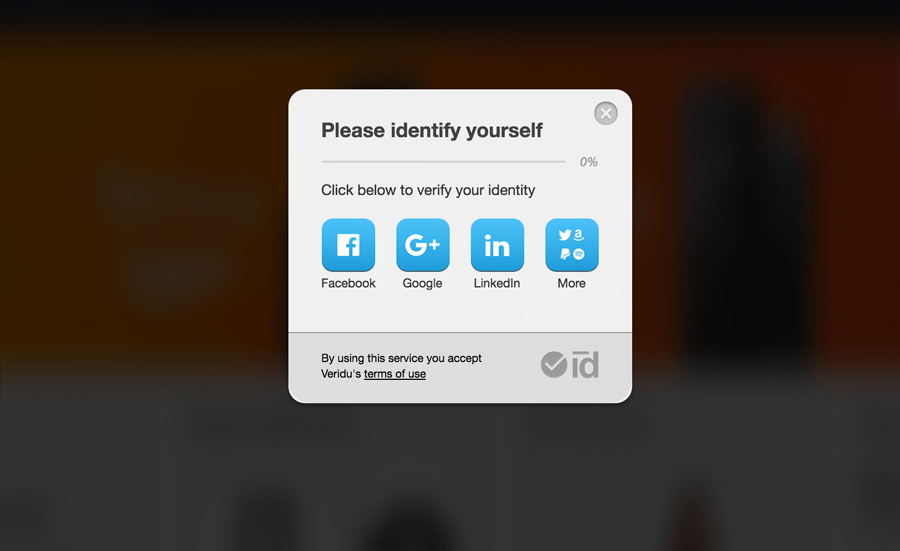 Please identify yourself
0%
Click below to verify your identity
Facebook
Google
LinkedIn
More
By using this service you accept
Veridu's terms of use
id